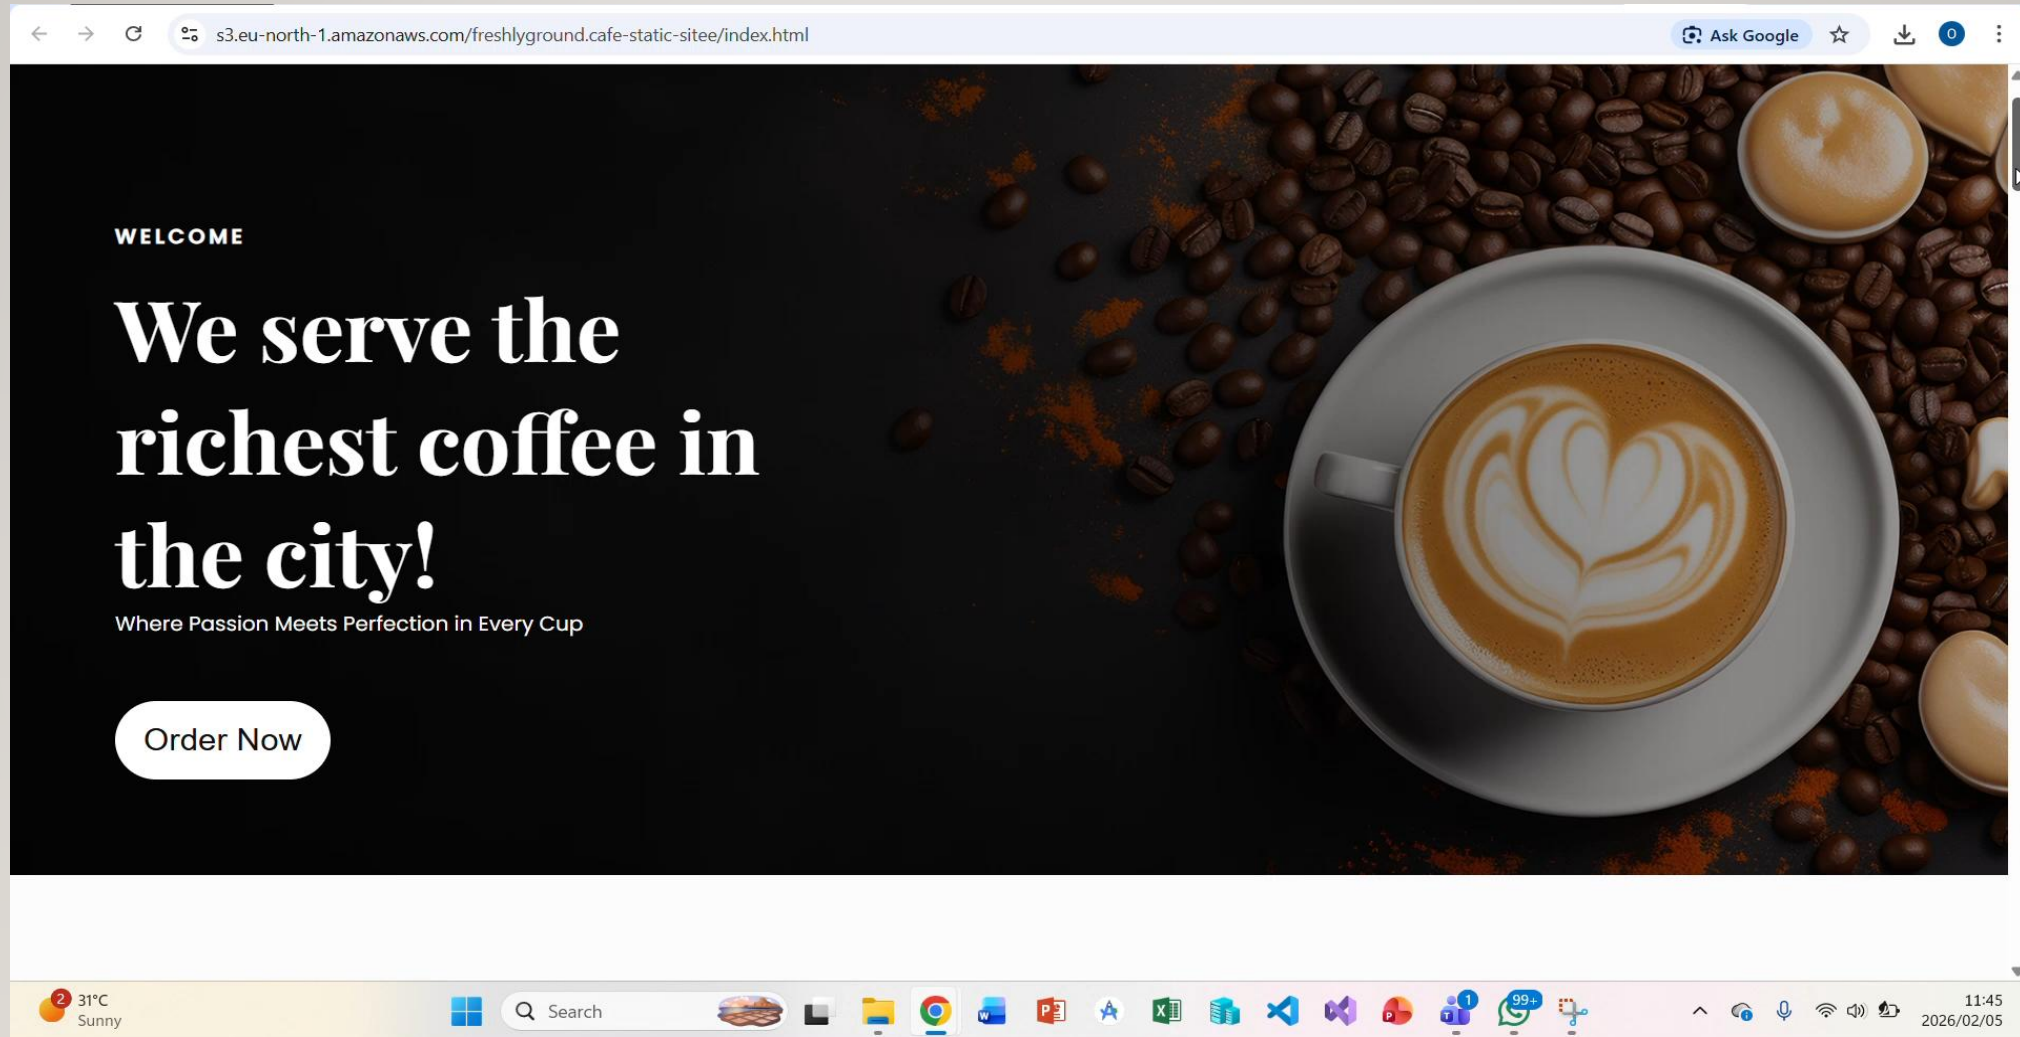 s3.eu-north-1.amazonaws.com/freshlyground.cafe-static-sitee/index.html
Ask Google
O
WELCOME
We serve the
richest coffee in
the city!
Where Passion Meets Perfection in Every Cup
Order Now
2
31°C
Sunny
Search
1
99+
11:45
2026/02/05